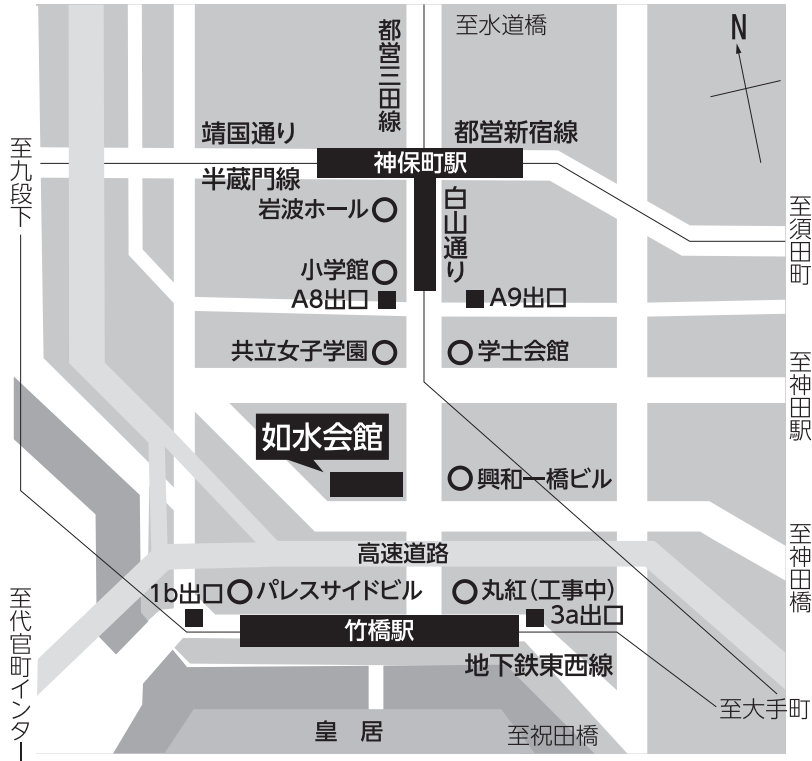 至水道橋
N
都営三田線
靖国通り
都営新宿線
神保町駅
至九段下
半蔵門線
白山通り
岩波ホール
至須田町
小学館
A8出口
A9出口
共立女子学園
学士会館
至神田駅
如水会館
興和一橋ビル
至神田橋
高速道路
1b出口
パレスサイドビル
丸紅(工事中)
3a出口
至代官町インター
竹橋駅
地下鉄東西線
至大手町
皇 居
至祝田橋